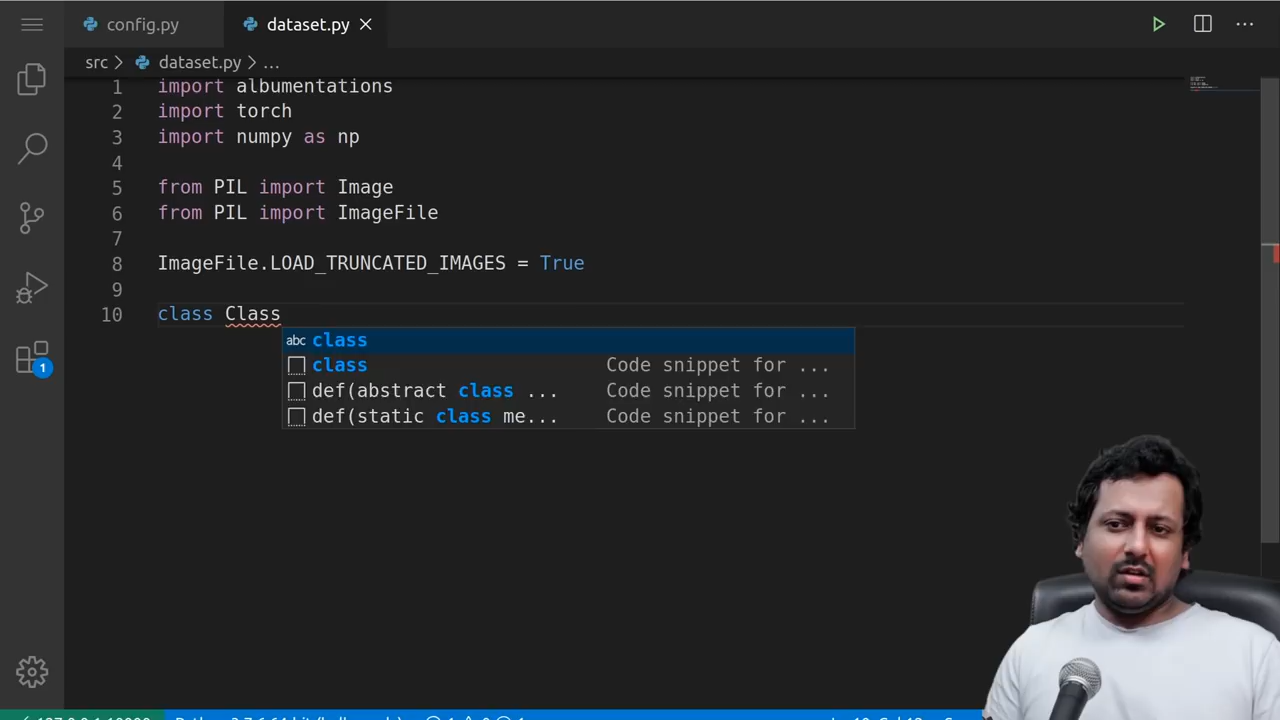 config.py
dataset.py
src > dataset.py > ...
1 import albumentations
2 import torch
3 import numpy as np
4
5 from PIL import Image
6 from PIL import ImageFile
7
8 ImageFile.LOAD_TRUNCATED_IMAGES = True
9
10 class Class
abc class
class Code snippet for ...
def(abstract class ... Code snippet for ...
def(static class me... Code snippet for ...
1